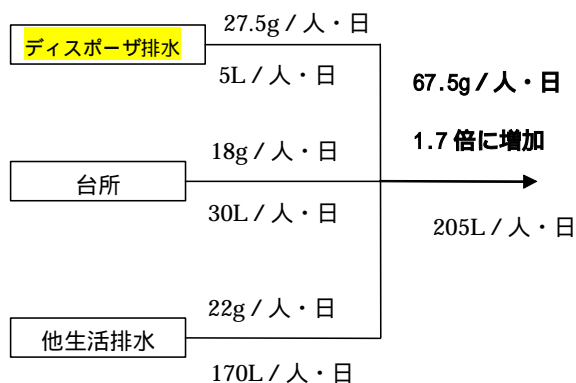 27.5g / 人・日
ディスポーザ排水
5L / 人・日
67.5g / 人・日
1.7 倍に増加
18g / 人・日
台所
30L / 人・日
205L / 人・日
22g / 人・日
他生活排水
170L / 人・日